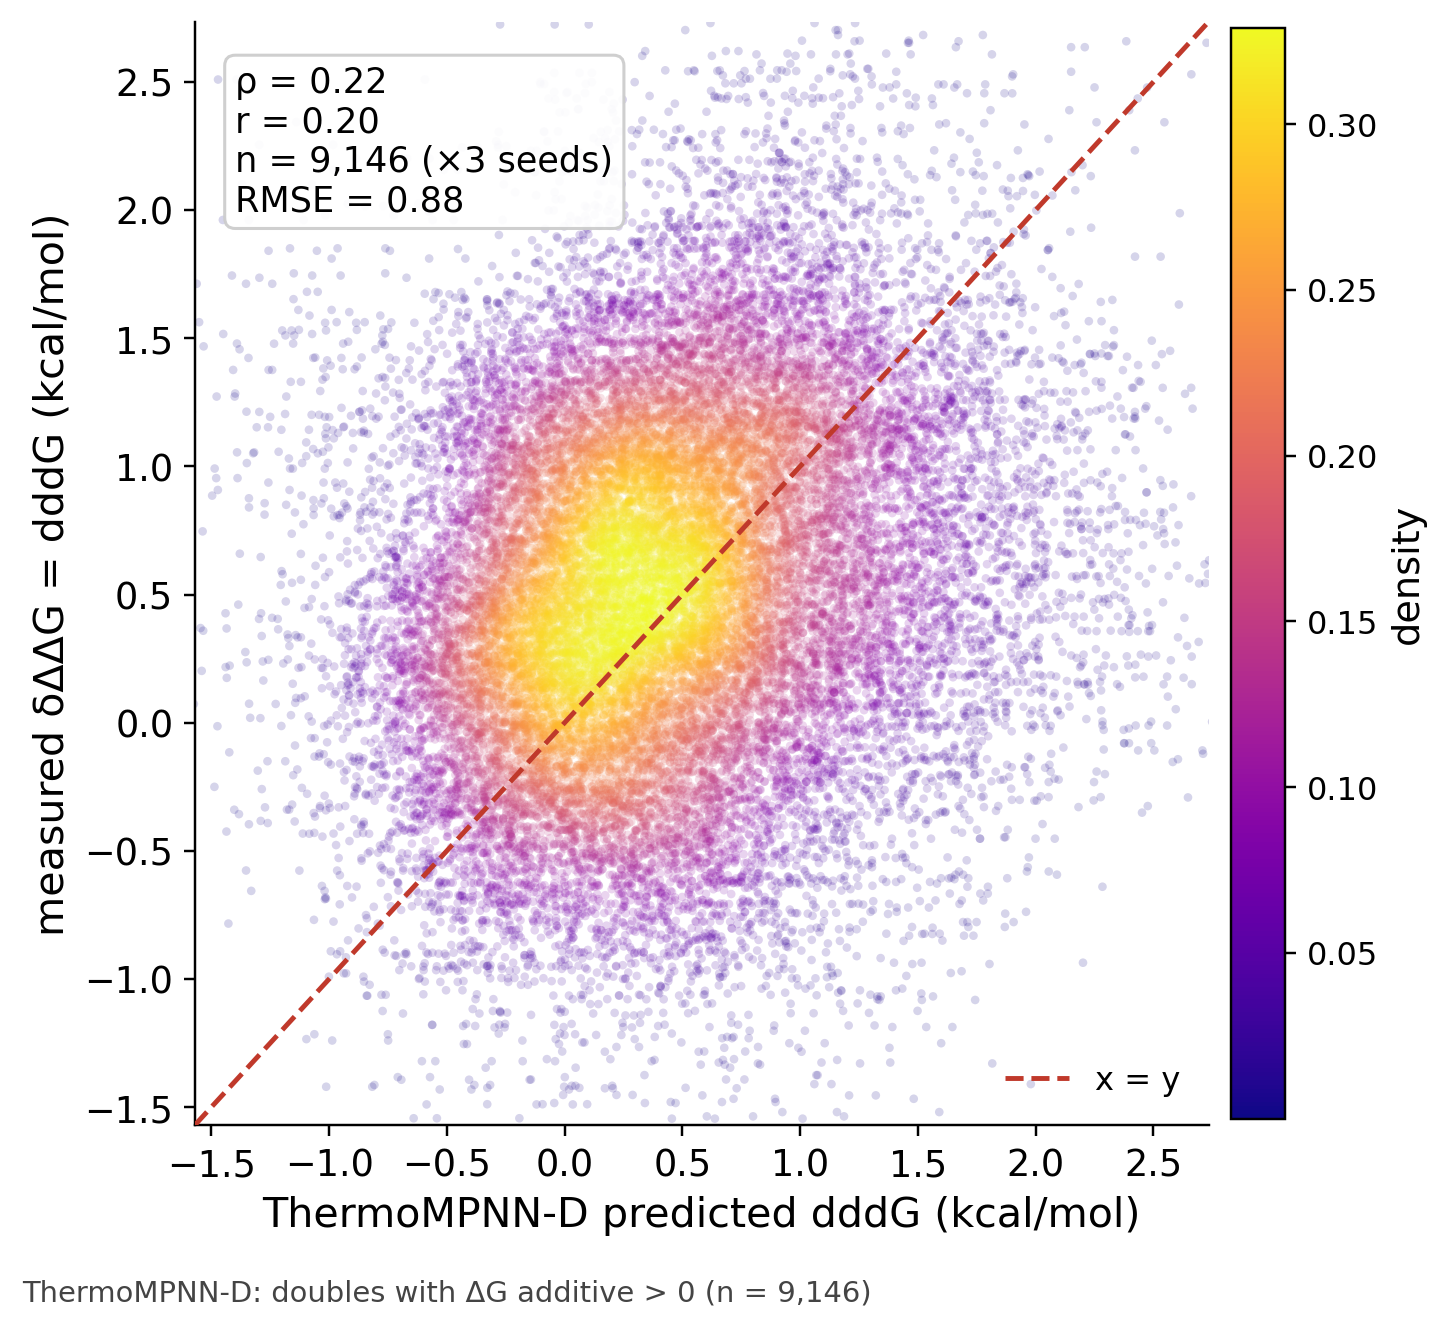 ρ = 0.22
r = 0.20
n = 9,146 (×3 seeds)
RMSE = 0.88
measured δΔΔG = dddG (kcal/mol)
2.5
2.0
1.5
1.0
0.5
0.0
−0.5
−1.0
−1.5
−1.5 −1.0 −0.5 0.0 0.5 1.0 1.5 2.0 2.5
ThermoMPNN-D predicted dddG (kcal/mol)
x = y
0.30
0.25
0.20
0.15
0.10
0.05
density
ThermoMPNN-D: doubles with ΔG additive > 0 (n = 9,146)